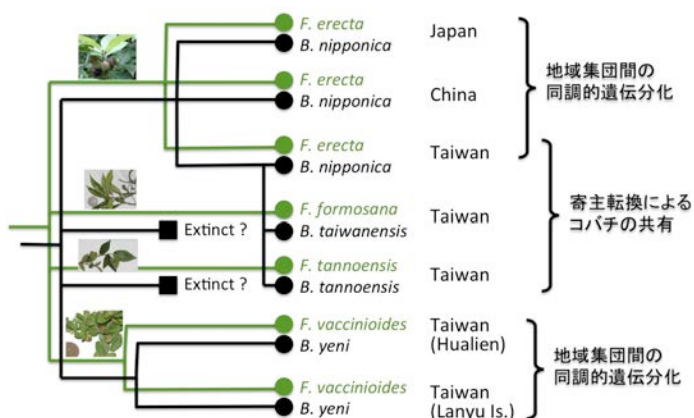 F. erecta
B. nipponica
Japan
F. erecta
B. nipponica
China
地域集団間の
同調的遺伝分化
F. erecta
B. nipponica
Taiwan
F. formosana
B. taiwanensis
Extinct ?
Taiwan
寄主転換による
コバチの共有
F. tannoensis
B. tannoensis
Extinct ?
Taiwan
F. vaccinioides
B. yeni
Taiwan
(Hualien)
F. vaccinioides
B. yeni
Taiwan
(Lanyu Is.)
地域集団間の
同調的遺伝分化